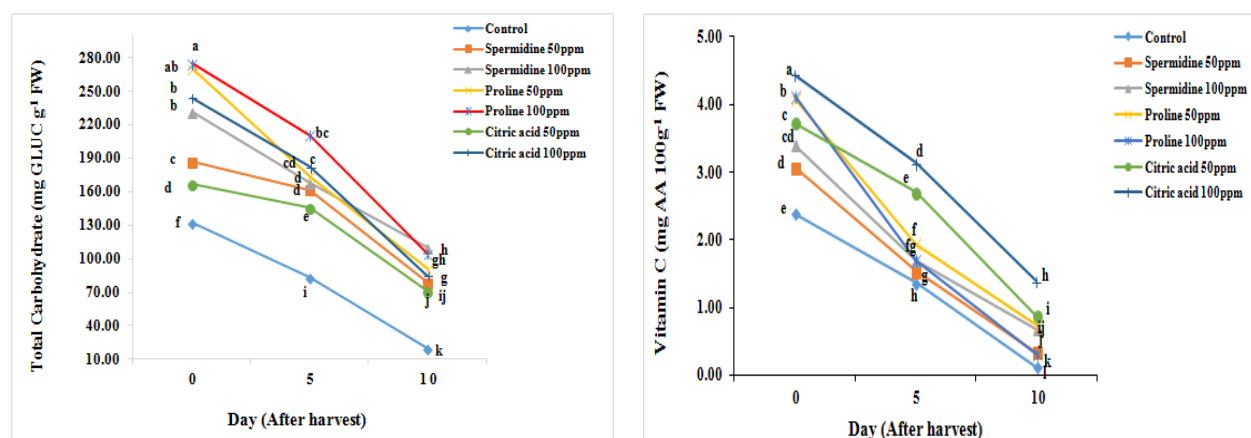 Total Carbohydrate (mg GLUC g¹ FW)
280.00
250.00
220.00
190.00
160.00
130.00
100.00
70.00
40.00
10.00
a
ab
b
b
c
d
f
bc
c
cd
d
d
e
i
h
gh
g
ij
j
k
0 5 10
Day (After harvest)
Control
Spermidine 50ppm
Spermidine 100ppm
Proline 50ppm
Proline 100ppm
Citric acid 50ppm
Citric acid 100ppm
Vitamin C (mg AA 100g¹ FW)
5.00
4.00
3.00
2.00
1.00
0.00
a
b
c
cd
d
e
d
e
f
fg
g
h
h
i
ij
k
0 5 10
Day (After harvest)
Control
Spermidine 50ppm
Spermidine 100ppm
Proline 50ppm
Proline 100ppm
Citric acid 50ppm
Citric acid 100ppm